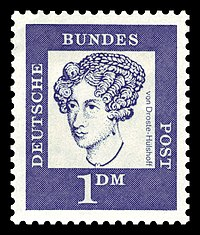 DEUTSCHE
BUNDES
POST
von Droste-Hülshoff
1 DM